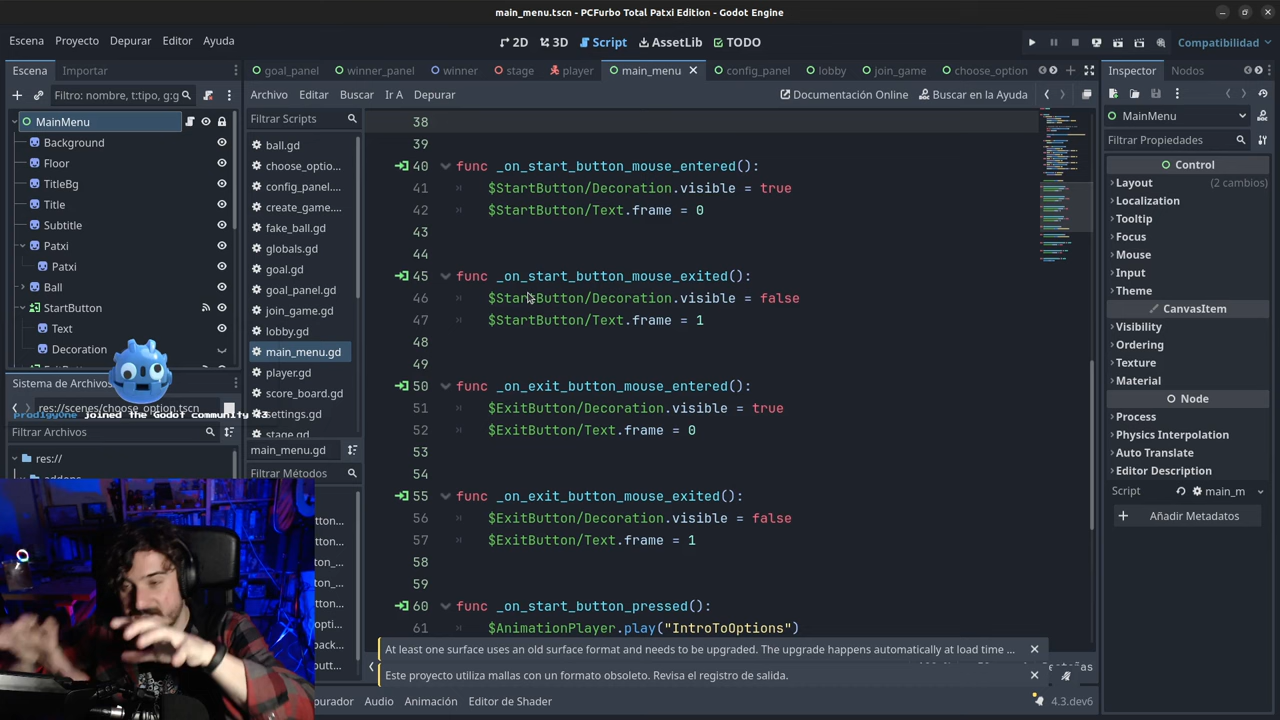 main_menu.tscn - PCFurbo Total Patxi Edition - Godot Engine
Escena Proyecto Depurar Editor Ayuda
2D 3D Script AssetLib TODO
Compatibilidad
Escena Importar
goal_panel winner_panel winner stage player main_menu config_panel lobby join_game choose_option
Inspector Nodos
Filtro: nombre, t:tipo, g:g
Archivo Editar Buscar Ir A Depurar
Documentación Online Buscar en la Ayuda
MainMenu
Background
Floor
TitleBg
Title
Subtitle
Patxi
Patxi
Ball
StartButton
Text
Decoration
Sistema de Archivos
res://scenes/choose_option.tscn
prodigyone joined the Godot community <3
Filtrar Archivos
res://
Filtrar Scripts
ball.gd
choose_optio...
config_panel....
create_game....
fake_ball.gd
globals.gd
goal.gd
goal_panel.gd
join_game.gd
lobby.gd
main_menu.gd
player.gd
score_board.gd
settings.gd
stage.gd
main_menu.gd
Filtrar Métodos
38
39
40 func _on_start_button_mouse_entered():
41 $StartButton/Decoration.visible = true
42 $StartButton/Text.frame = 0
43
44
45 func _on_start_button_mouse_exited():
46 $StartButton/Decoration.visible = false
47 $StartButton/Text.frame = 1
48
49
50 func _on_exit_button_mouse_entered():
51 $ExitButton/Decoration.visible = true
52 $ExitButton/Text.frame = 0
53
54
55 func _on_exit_button_mouse_exited():
56 $ExitButton/Decoration.visible = false
57 $ExitButton/Text.frame = 1
58
59
60 func _on_start_button_pressed():
61 $AnimationPlayer.play("IntroToOptions")
At least one surface uses an old surface format and needs to be upgraded. The upgrade happens automatically at load time ...
Este proyecto utiliza mallas con un formato obsoleto. Revisa el registro de salida.
Audio Animación Editor de Shader
4.3.dev6
MainMenu
Filtrar Propiedades
Control
Layout (2 cambios)
Localization
Tooltip
Focus
Mouse
Input
Theme
CanvasItem
Visibility
Ordering
Texture
Material
Node
Process
Physics Interpolation
Auto Translate
Editor Description
Script main_m
Añadir Metadatos